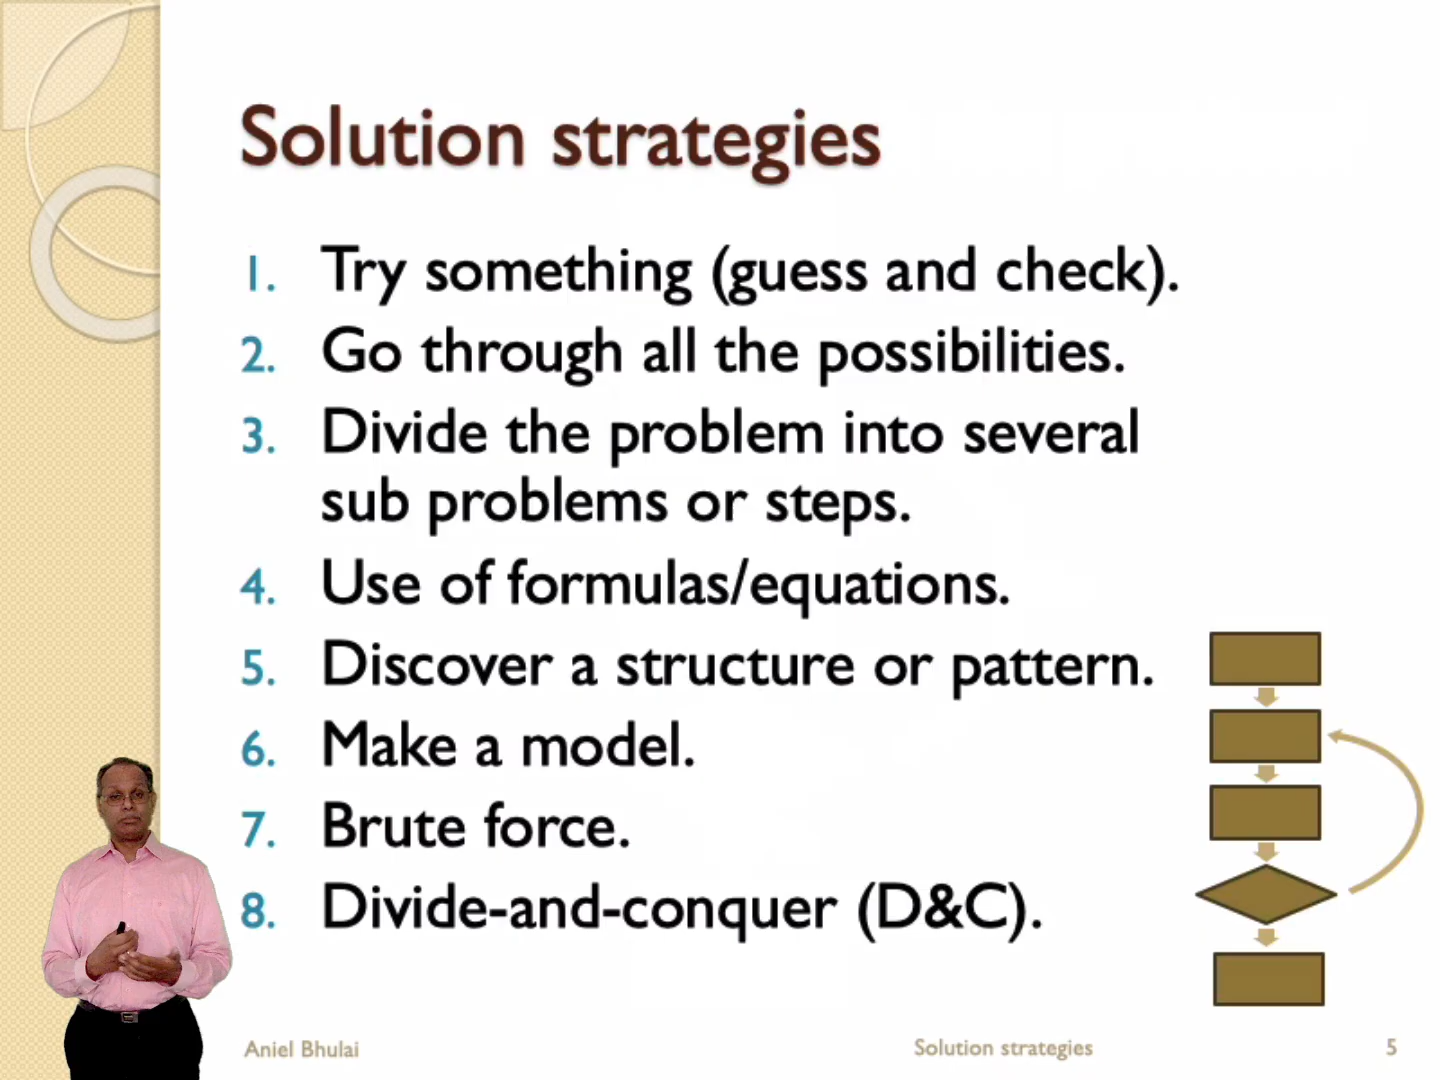 Solution strategies
1. Try something (guess and check).
2. Go through all the possibilities.
3. Divide the problem into several
sub problems or steps.
4. Use of formulas/equations.
5. Discover a structure or pattern.
6. Make a model.
7. Brute force.
8. Divide-and-conquer (D&C).
Aniel Bhulai
Solution strategies
5